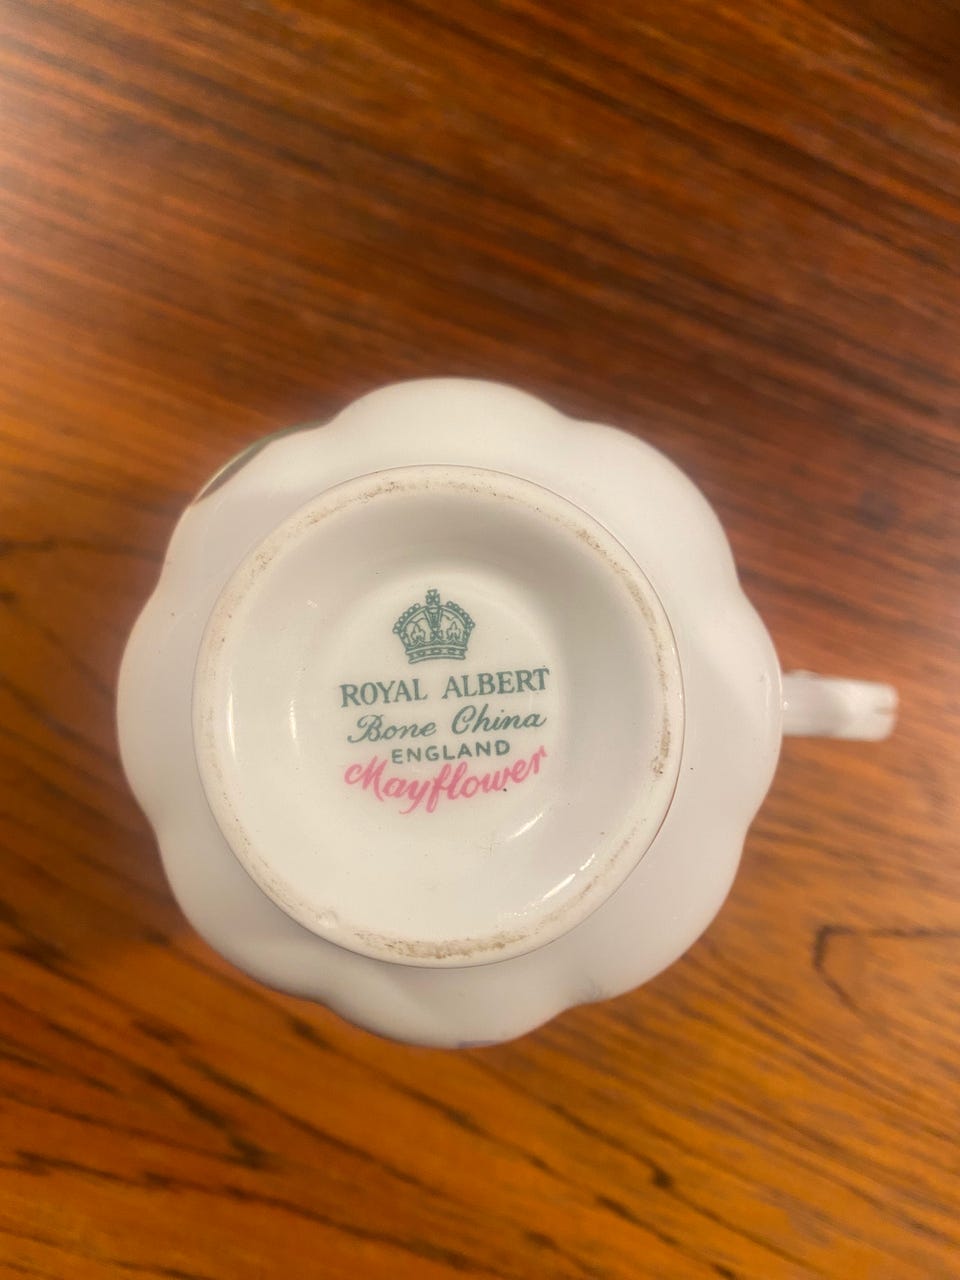 ROYAL ALBERT
Bone China
ENGLAND
Mayflower